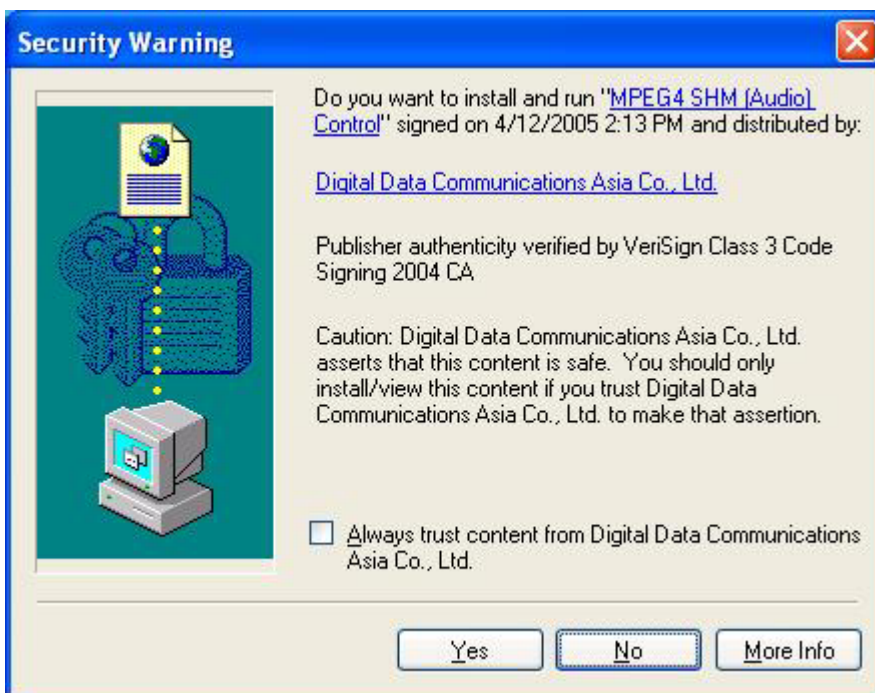 Security Warning
Do you want to install and run "MPEG4 SHM (Audio)
Control" signed on 4/12/2005 2:13 PM and distributed by:
Digital Data Communications Asia Co., Ltd.
Publisher authenticity verified by VeriSign Class 3 Code
Signing 2004 CA
Caution: Digital Data Communications Asia Co., Ltd.
asserts that this content is safe.  You should only
install/view this content if you trust Digital Data
Communications Asia Co., Ltd. to make that assertion.
Always trust content from Digital Data Communications
Asia Co., Ltd.
Yes
No
More Info